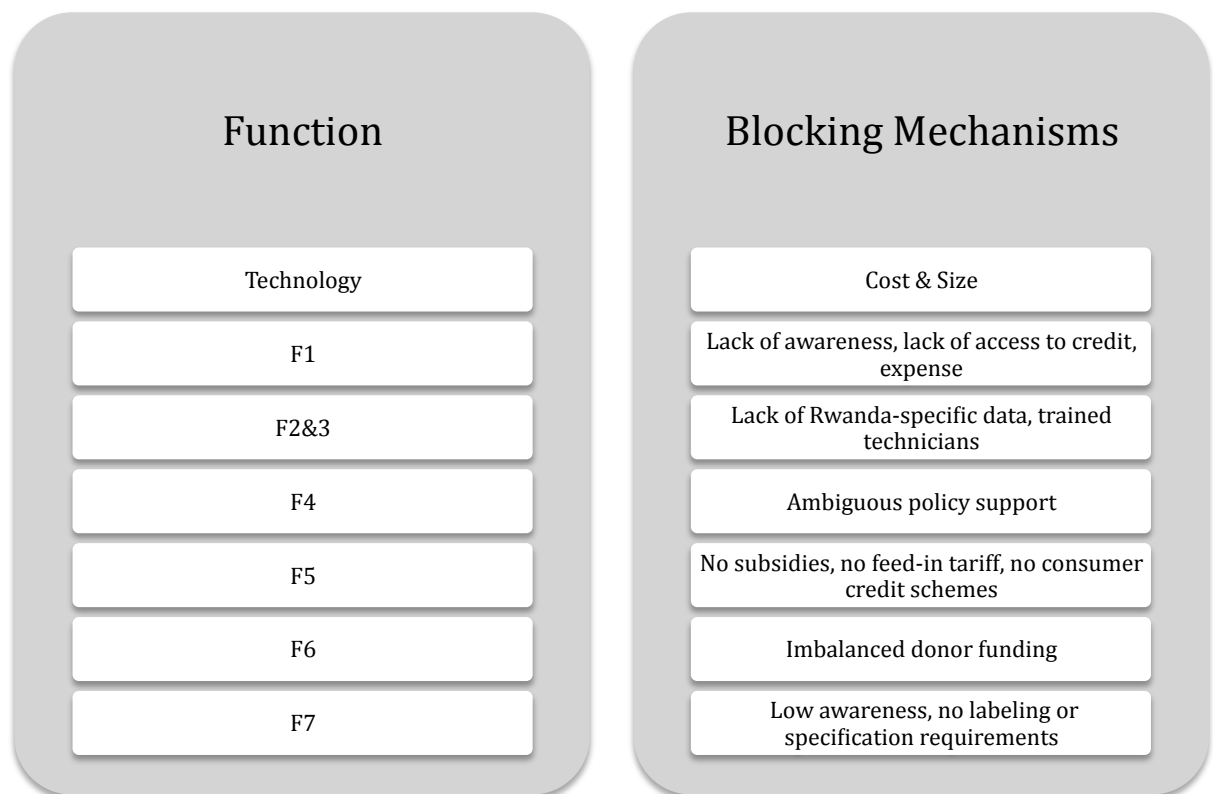 Function
Technology
F1
F2&3
F4
F5
F6
F7
Blocking Mechanisms
Cost & Size
Lack of awareness, lack of access to credit,
expense
Lack of Rwanda-specific data, trained
technicians
Ambiguous policy support
No subsidies, no feed-in tariff, no consumer
credit schemes
Imbalanced donor funding
Low awareness, no labeling or
specification requirements